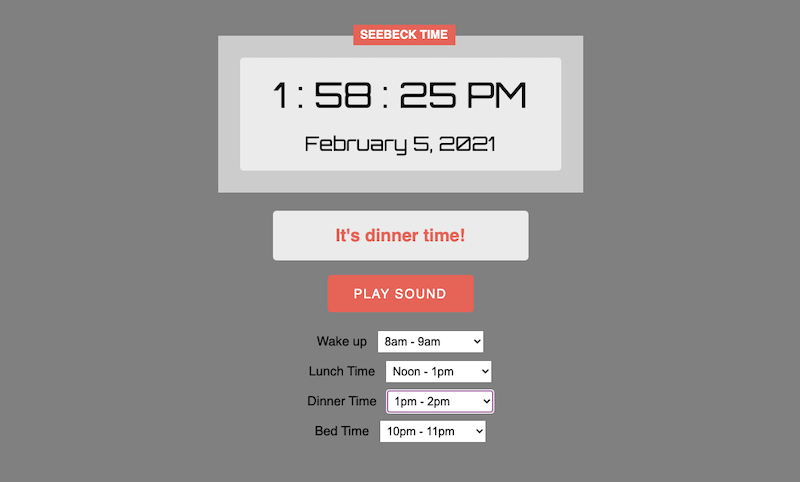 SEEBECK TIME
1 : 58 : 25 PM
February 5, 2021
It's dinner time!
PLAY SOUND
Wake up 8am - 9am
Lunch Time Noon - 1pm
Dinner Time 1pm - 2pm
Bed Time 10pm - 11pm